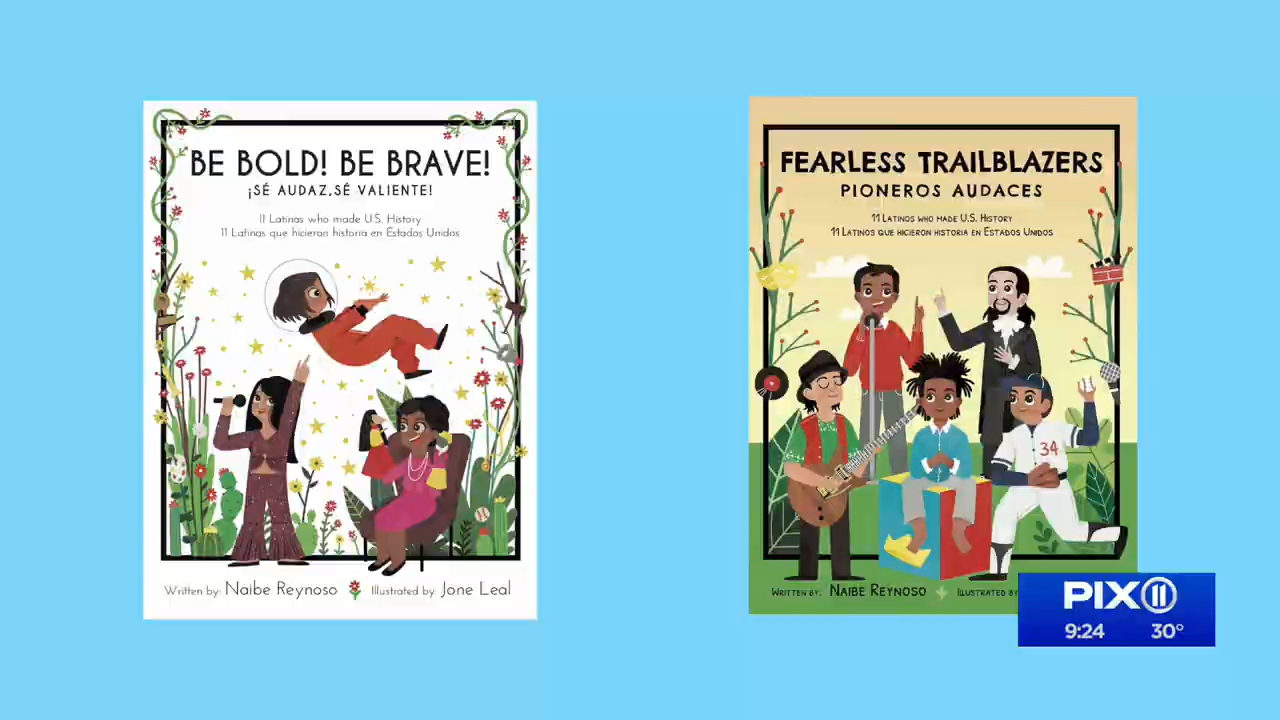 BE BOLD! BE BRAVE!
¡SÉ AUDAZ,SÉ VALIENTE!
11 Latinas who made U.S. History
11 Latinas que hicieron historia en Estados Unidos
Written by: Naibe Reynoso
Illustrated by: Jone Leal
FEARLESS TRAILBLAZERS
PIONEROS AUDACES
11 LATINOS WHO MADE U.S. HISTORY
11 LATINOS QUE HICIERON HISTORIA EN ESTADOS UNIDOS
34
WRITTEN BY: NAIBE REYNOSO
ILLUSTRATED BY
PIX 11
9:24 30°